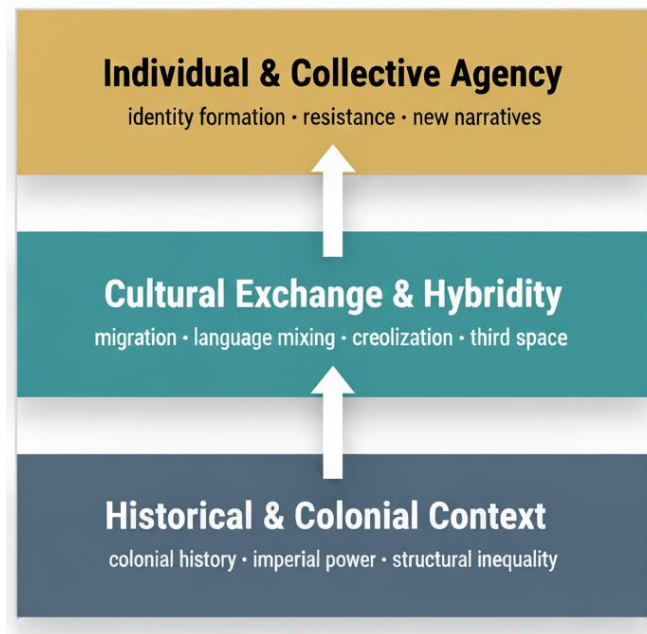 Individual & Collective Agency
identity formation • resistance • new narratives
Cultural Exchange & Hybridity
migration • language mixing • creolization • third space
Historical & Colonial Context
colonial history • imperial power • structural inequality